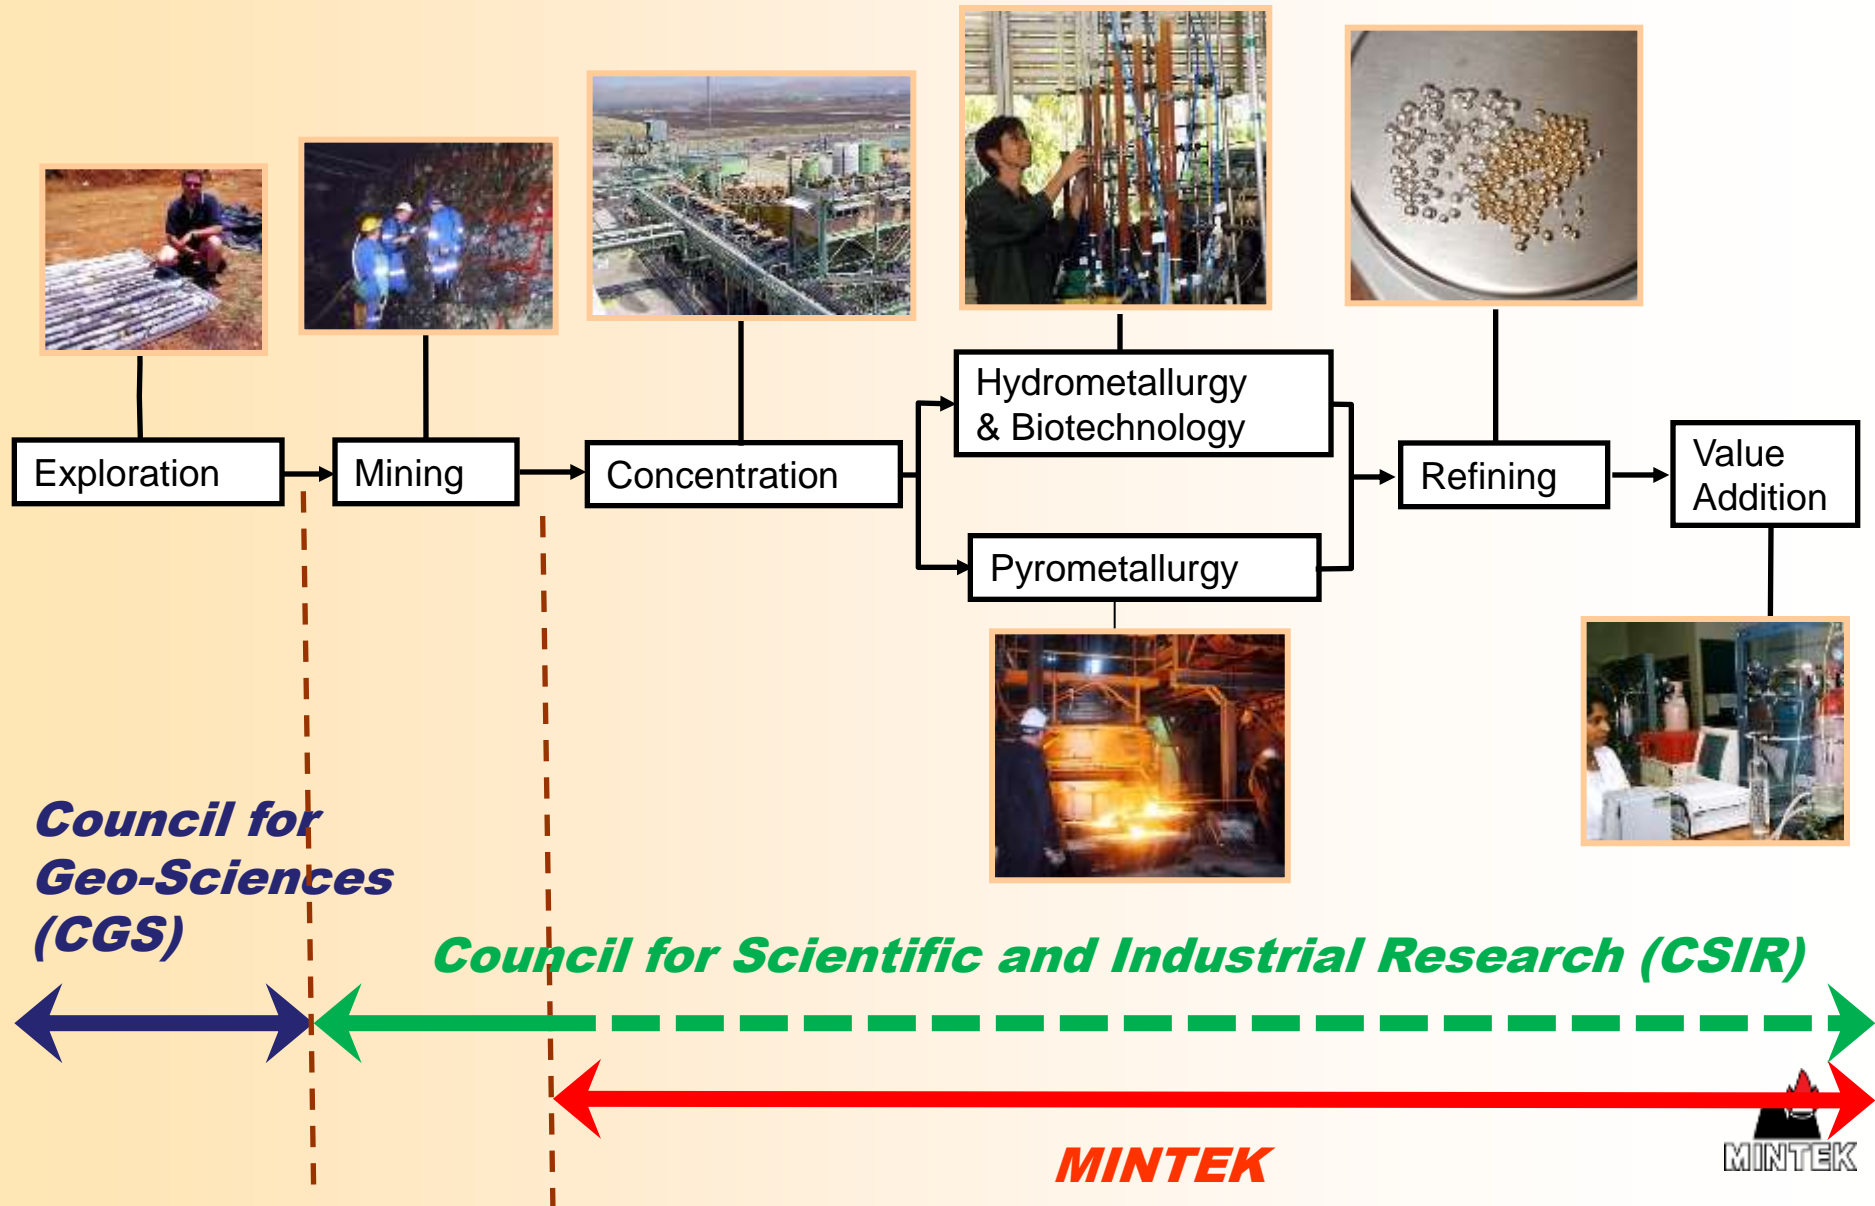 Exploration
Mining
Concentration
Hydrometallurgy
& Biotechnology
Pyrometallurgy
Refining
Value
Addition
Council for
Geo-Sciences
(CGS)
Council for Scientific and Industrial Research (CSIR)
MINTEK
MINTEK